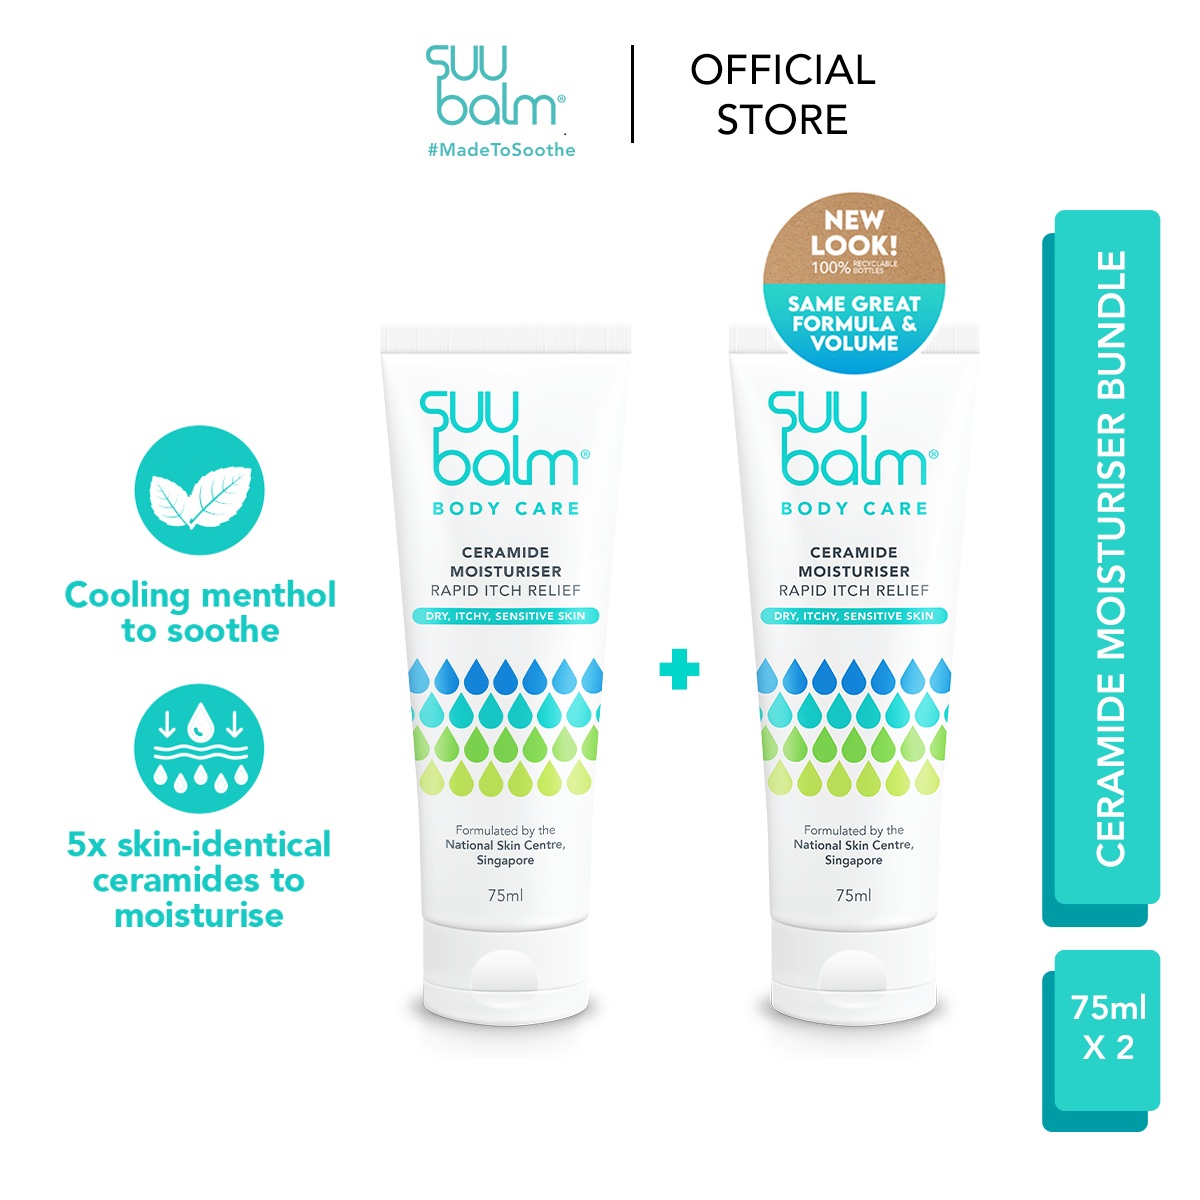 SUU
balm®
#MadeToSoothe
OFFICIAL
STORE
NEW
LOOK!
100% RECYCLABLE
BOTTLES
SAME GREAT
FORMULA &
VOLUME
SUU
balm®
BODY CARE
CERAMIDE
MOISTURISER
RAPID ITCH RELIEF
DRY, ITCHY, SENSITIVE SKIN
Formulated by the
National Skin Centre,
Singapore
75ml
SUU
balm®
BODY CARE
CERAMIDE
MOISTURISER
RAPID ITCH RELIEF
DRY, ITCHY, SENSITIVE SKIN
Formulated by the
National Skin Centre,
Singapore
75ml
Cooling menthol
to soothe
5x skin-identical
ceramides to
moisturise
CERAMIDE MOISTURISER BUNDLE
75ml
X 2